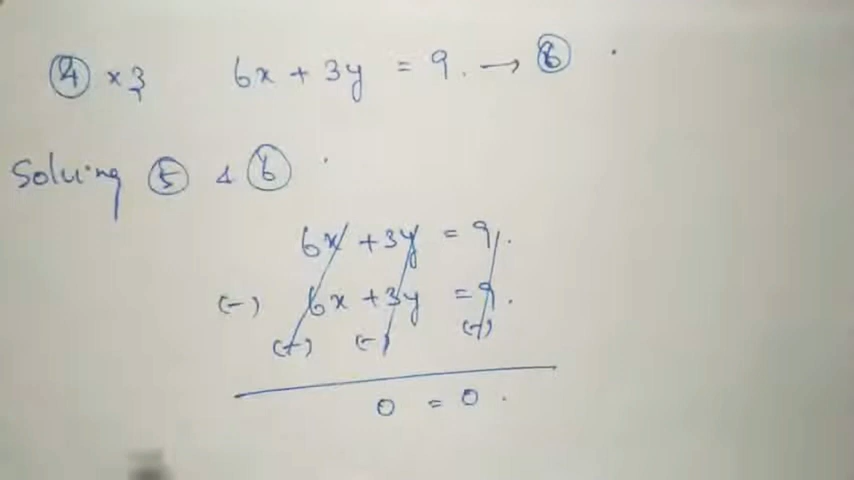 ④ × 3 6x + 3y = 9. → ⑥
Solving ⑤ & ⑥
6x + 3y = 9.
(-) 6x + 3y = 9.
(-) (-) (-)
0 = 0.